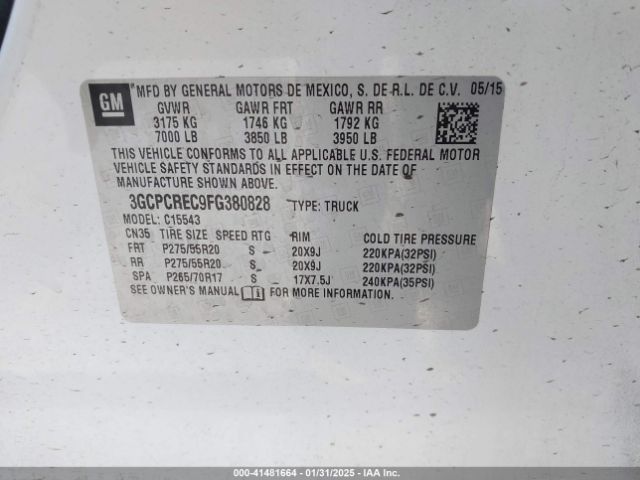 GM
MFD BY GENERAL MOTORS DE MEXICO, S. DE R.L. DE C.V. 05/15
GVWR GAWR FRT GAWR RR
3175 KG 1746 KG 1792 KG
7000 LB 3850 LB 3950 LB
THIS VEHICLE CONFORMS TO ALL APPLICABLE U.S. FEDERAL MOTOR
VEHICLE SAFETY STANDARDS IN EFFECT ON THE DATE OF
MANUFACTURE SHOWN ABOVE.
3GCPCREC9FG380828 TYPE: TRUCK
MODEL: C15543
CN35 TIRE SIZE SPEED RTG RIM COLD TIRE PRESSURE
FRT P275/55R20 S 20X9J 220KPA(32PSI)
RR P275/55R20 S 20X9J 220KPA(32PSI)
SPA P265/70R17 S 17X7.5J 240KPA(35PSI)
SEE OWNER'S MANUAL FOR MORE INFORMATION.
000-41481664 - 01/31/2025 - IAA Inc.